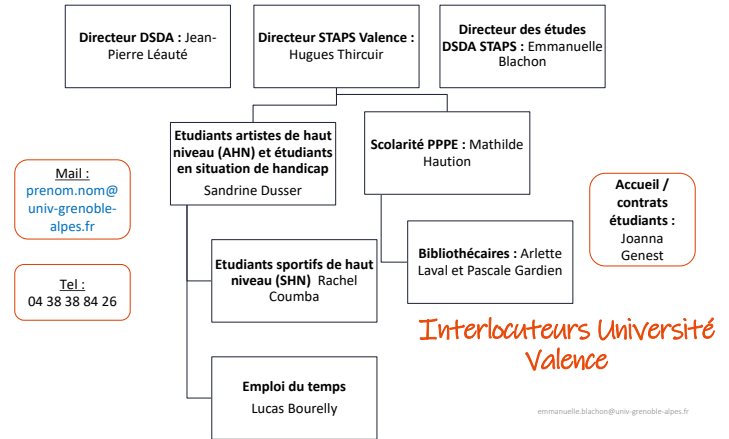 Directeur DSDA : Jean-
Pierre Léauté
Directeur STAPS Valence :
Hugues Thircuir
Directeur des études
DSDA STAPS : Emmanuelle
Blachon
Etudiants artistes de haut
niveau (AHN) et étudiants
en situation de handicap
Sandrine Dusser
Scolarité PPPE : Mathilde
Haution
Mail :
prenom.nom@
univ-grenoble-
alpes.fr
Accueil /
contrats
étudiants :
Joanna
Genest
Etudiants sportifs de haut
niveau (SHN) Rachel
Coumba
Bibliothécaires : Arlette
Laval et Pascale Gardien
Tel :
04 38 38 84 26
Interlocuteurs Université
Valence
Emploi du temps
Lucas Bourelly
emmanuelle.blachon@univ-grenoble-alpes.fr